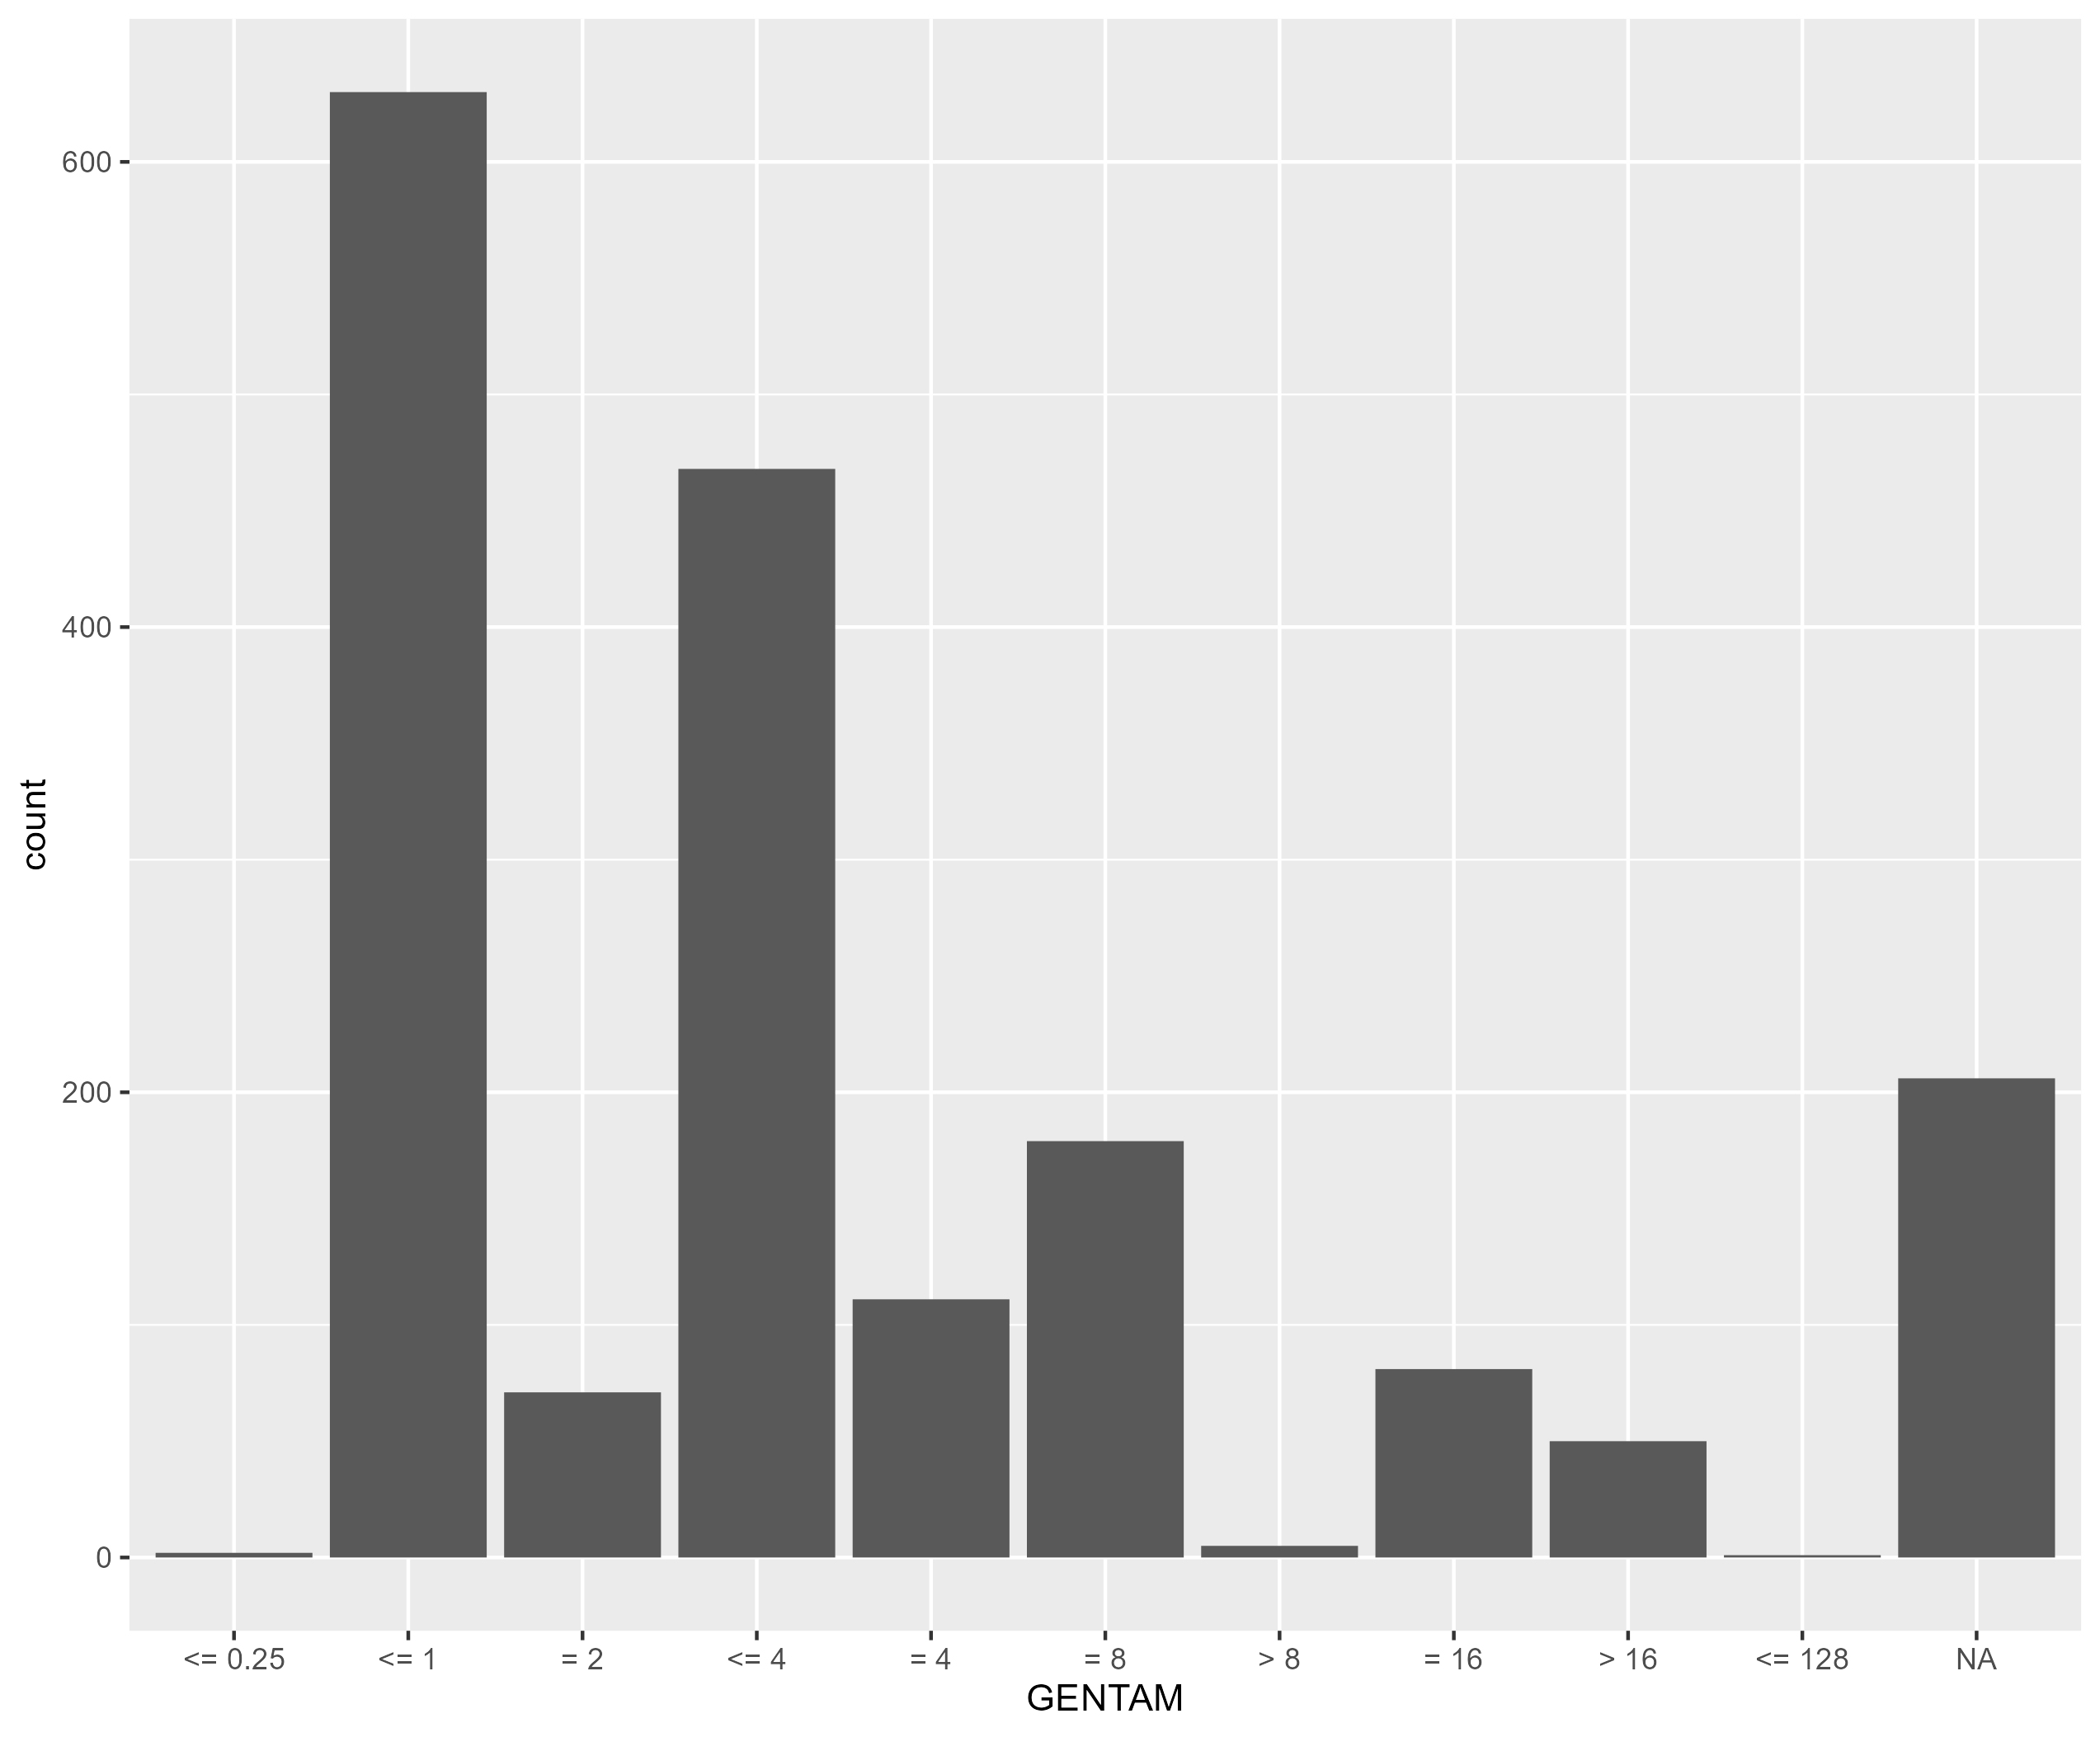 count
600
400
200
0
<= 0.25 <= 1 = 2 <= 4 = 4 = 8 > 8 = 16 > 16 <= 128 NA
GENTAM